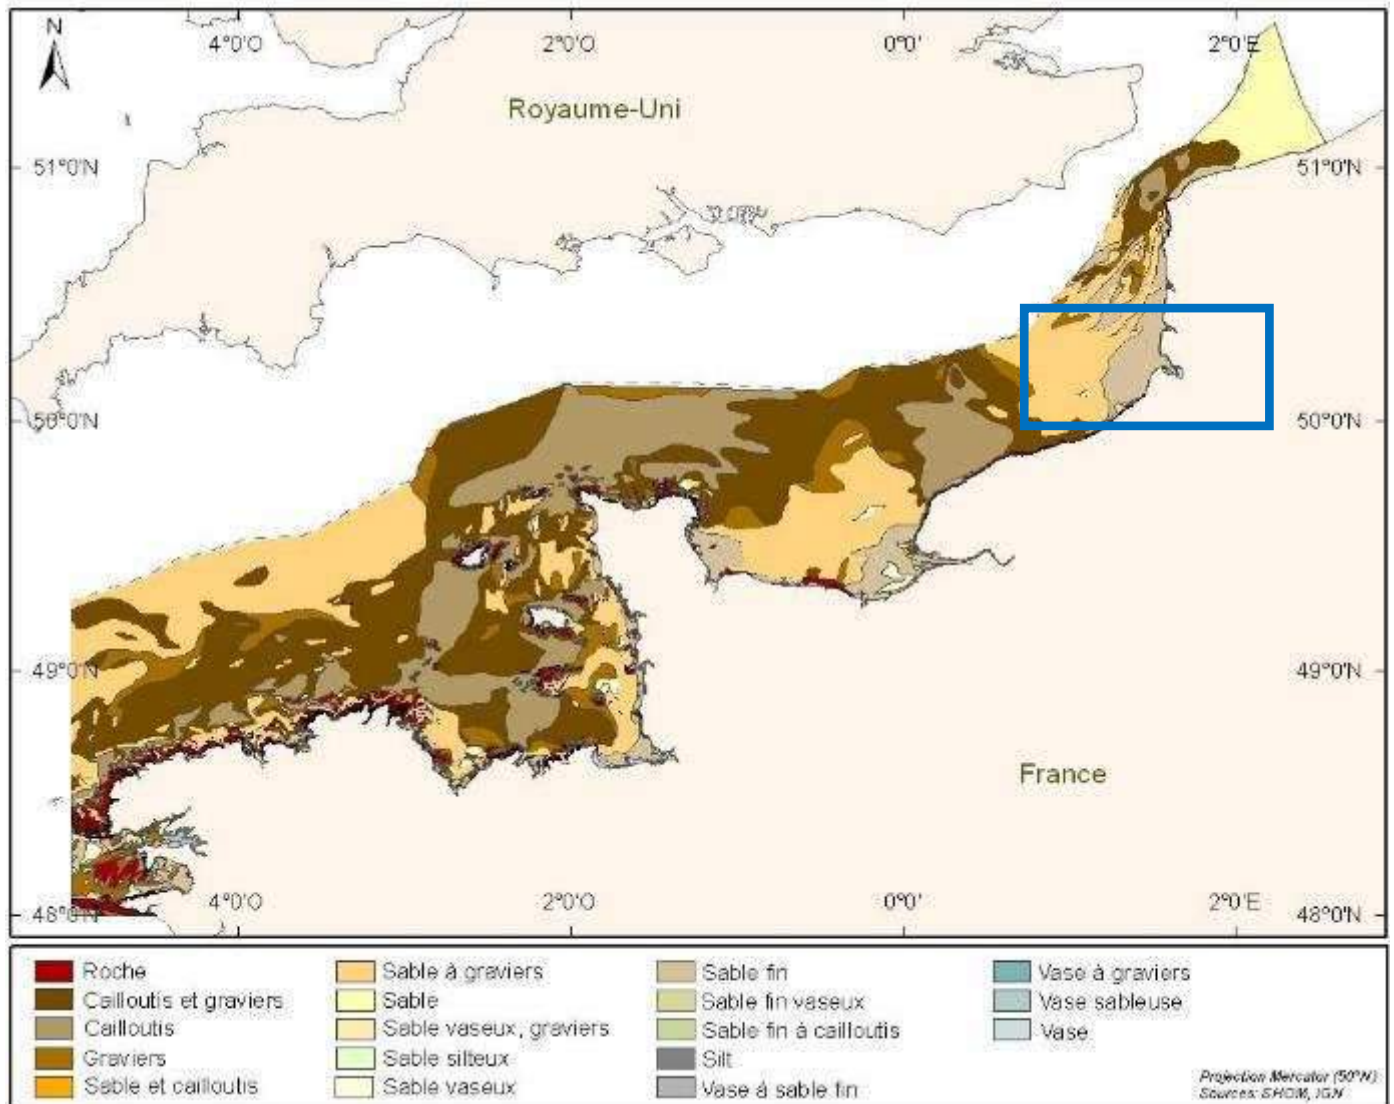 N
4°0'O 2°0'O 0°0' 2°0'E
Royaume-Uni
51°0'N 51°0'N
50°0'N 50°0'N
49°0'N 49°0'N
France
4°0'O 2°0'O 0°0' 2°0'E
48°0'N 48°0'N
Roche
Cailloutis et graviers
Cailloutis
Graviers
Sable et cailloutis
Sable à graviers
Sable
Sable vaseux, graviers
Sable silteux
Sable vaseux
Sable fin
Sable fin vaseux
Sable fin à cailloutis
Silt
Vase à sable fin
Vase à graviers
Vase sableuse
Vase
Projection Mercator (50°N)
Sources: SHOM, IGN